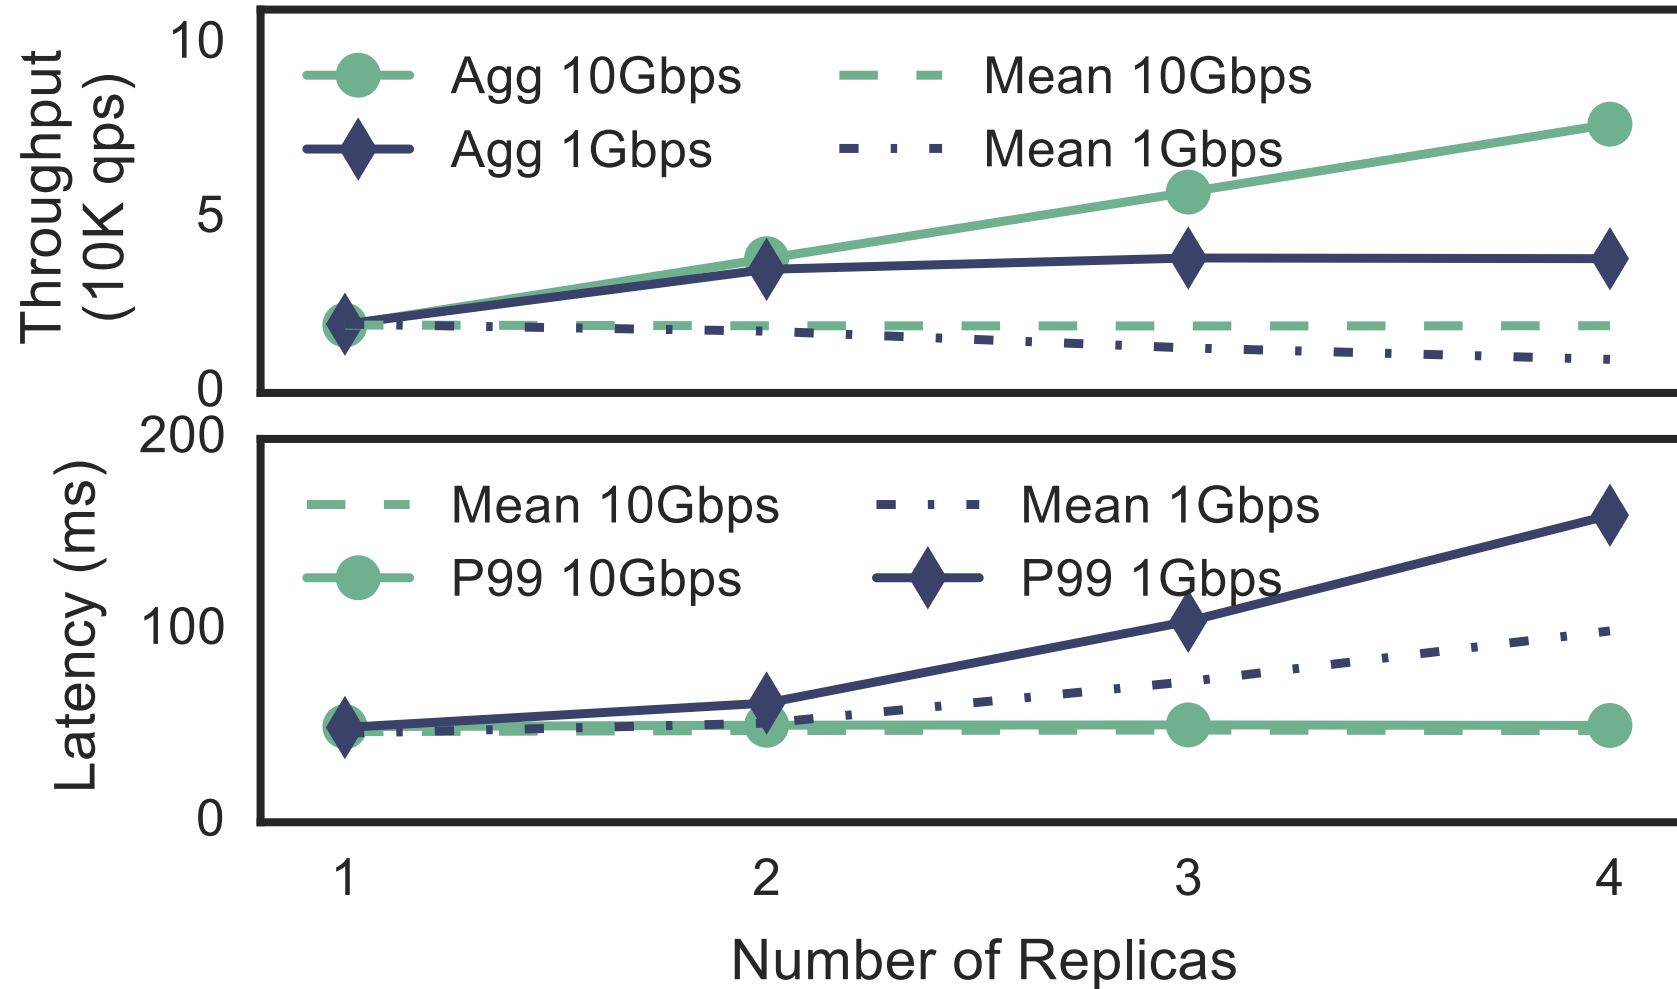 Throughput
(10K qps)
10
5
0
Agg 10Gbps
Mean 10Gbps
Agg 1Gbps
Mean 1Gbps
Latency (ms)
200
100
0
Mean 10Gbps
Mean 1Gbps
P99 10Gbps
P99 1Gbps
1 2 3 4
Number of Replicas